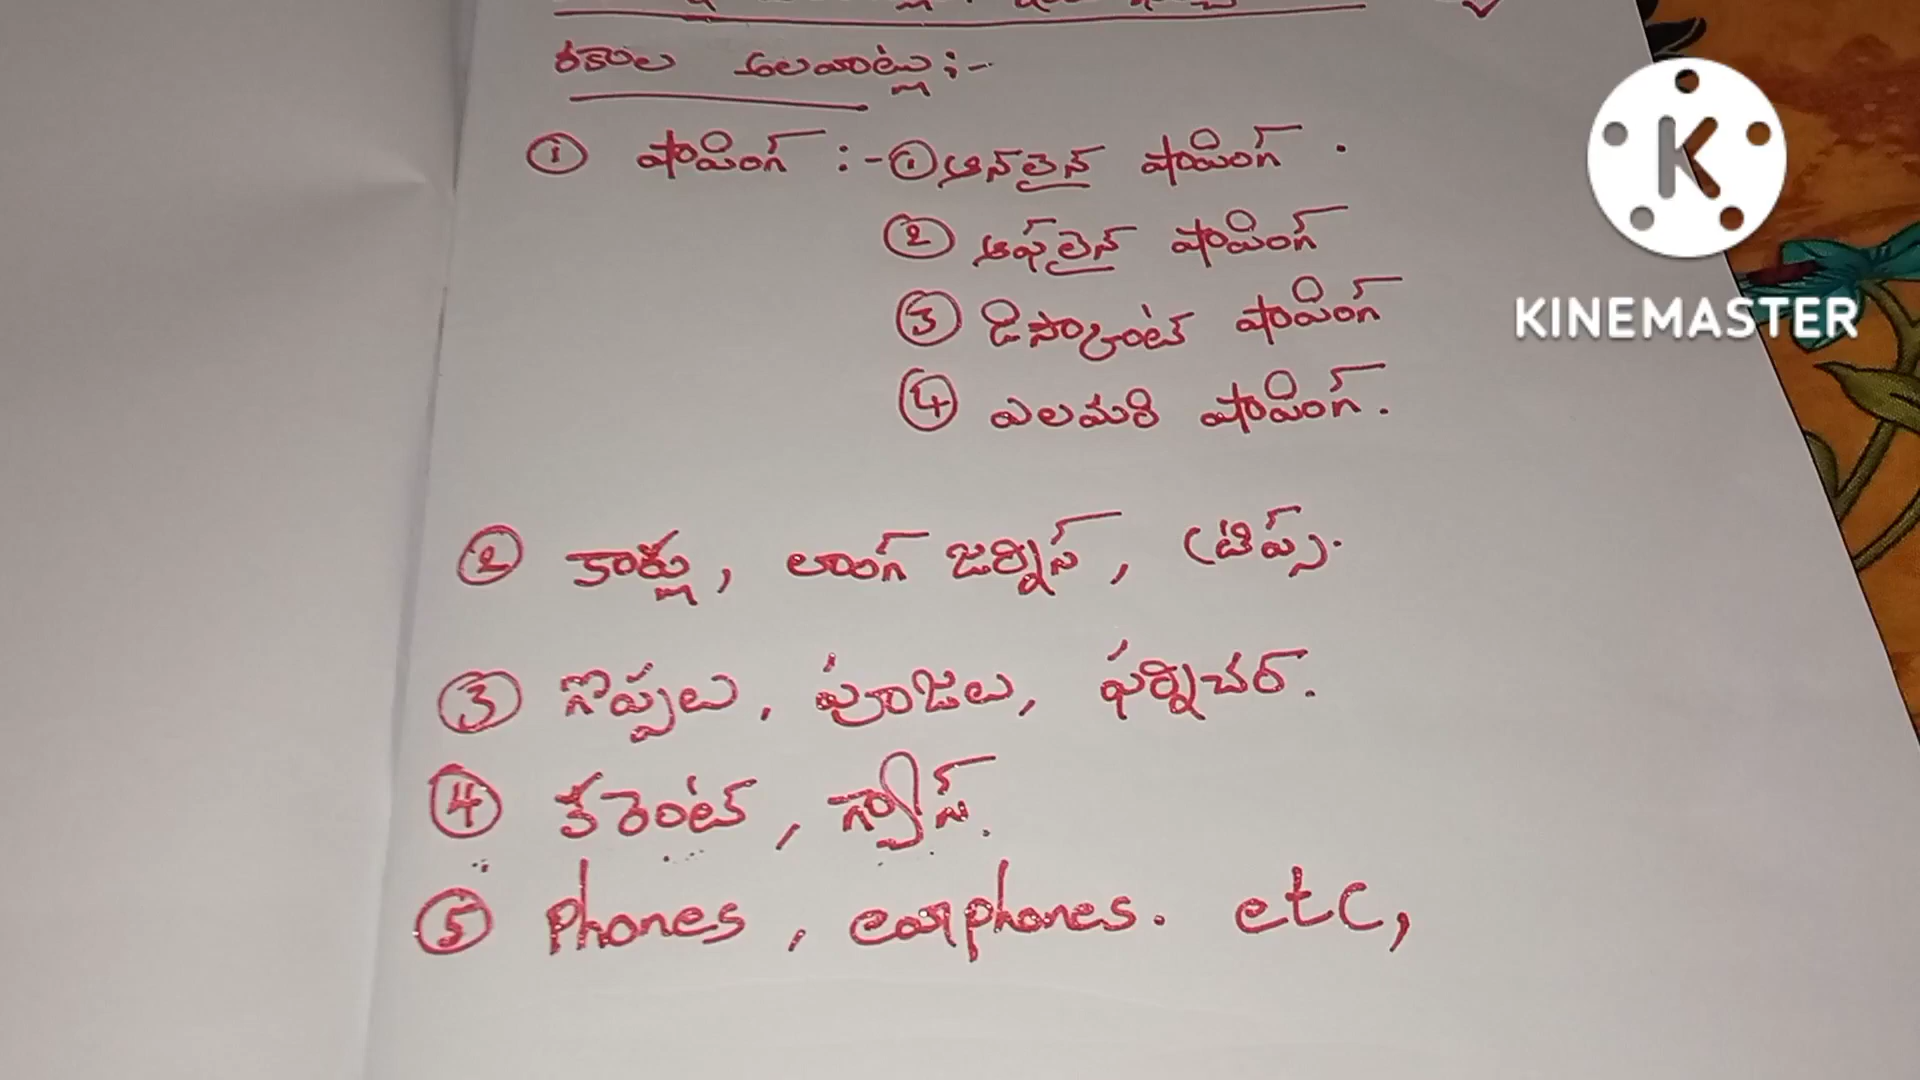 రకాల అలవాట్లు :-
① షాపింగ్ :- ① ఆన్‌లైన్ షాపింగ్ .
② ఆఫ్‌లైన్ షాపింగ్
③ డిస్కౌంట్ షాపింగ్
④ ఎలమరి షాపింగ్.
② కార్లు, లాంగ్ జర్నీస్, (టిప్స్).
③ గొప్పలు, పూజలు, ఫర్నిచర్.
④ కరెంట్, గ్యాస్.
⑤ Phones, earphones. etc,
KINEMASTER